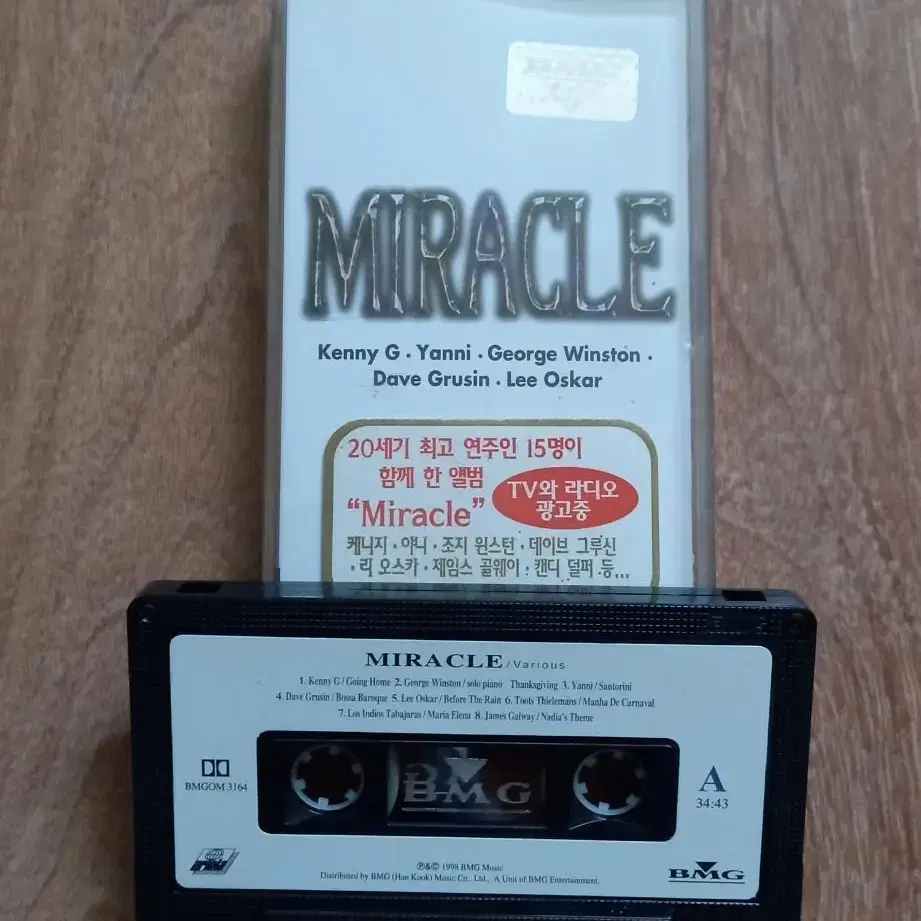 MIRACLE
Kenny G · Yanni · George Winston ·
Dave Grusin · Lee Oskar
20세기 최고 연주인 15명이
함께 한 앨범
“Miracle”
TV와 라디오
광고중
케니지 · 야니 · 조지 윈스턴 · 데이브 그루신
· 리 오스카 · 제임스 골웨이 · 캔디 덜퍼 등...
MIRACLE / Various
1. Kenny G / Going Home 2. George Winston / solo piano Thanksgiving 3. Yanni / Santorini
4. Dave Grusin / Bossa Baroque 5. Lee Oskar / Before The Rain 6. Toots Thielemans / Manha De Carnaval
7. Los Indios Tabajaras / Maria Elena 8. James Galway / Nadia's Theme
BMGOM 3164
BMG
A
34:43
℗&© 1998 BMG Music
Distributed by BMG (Han Kook) Music Co., Ltd., A Unit of BMG Entertainment.
BMG